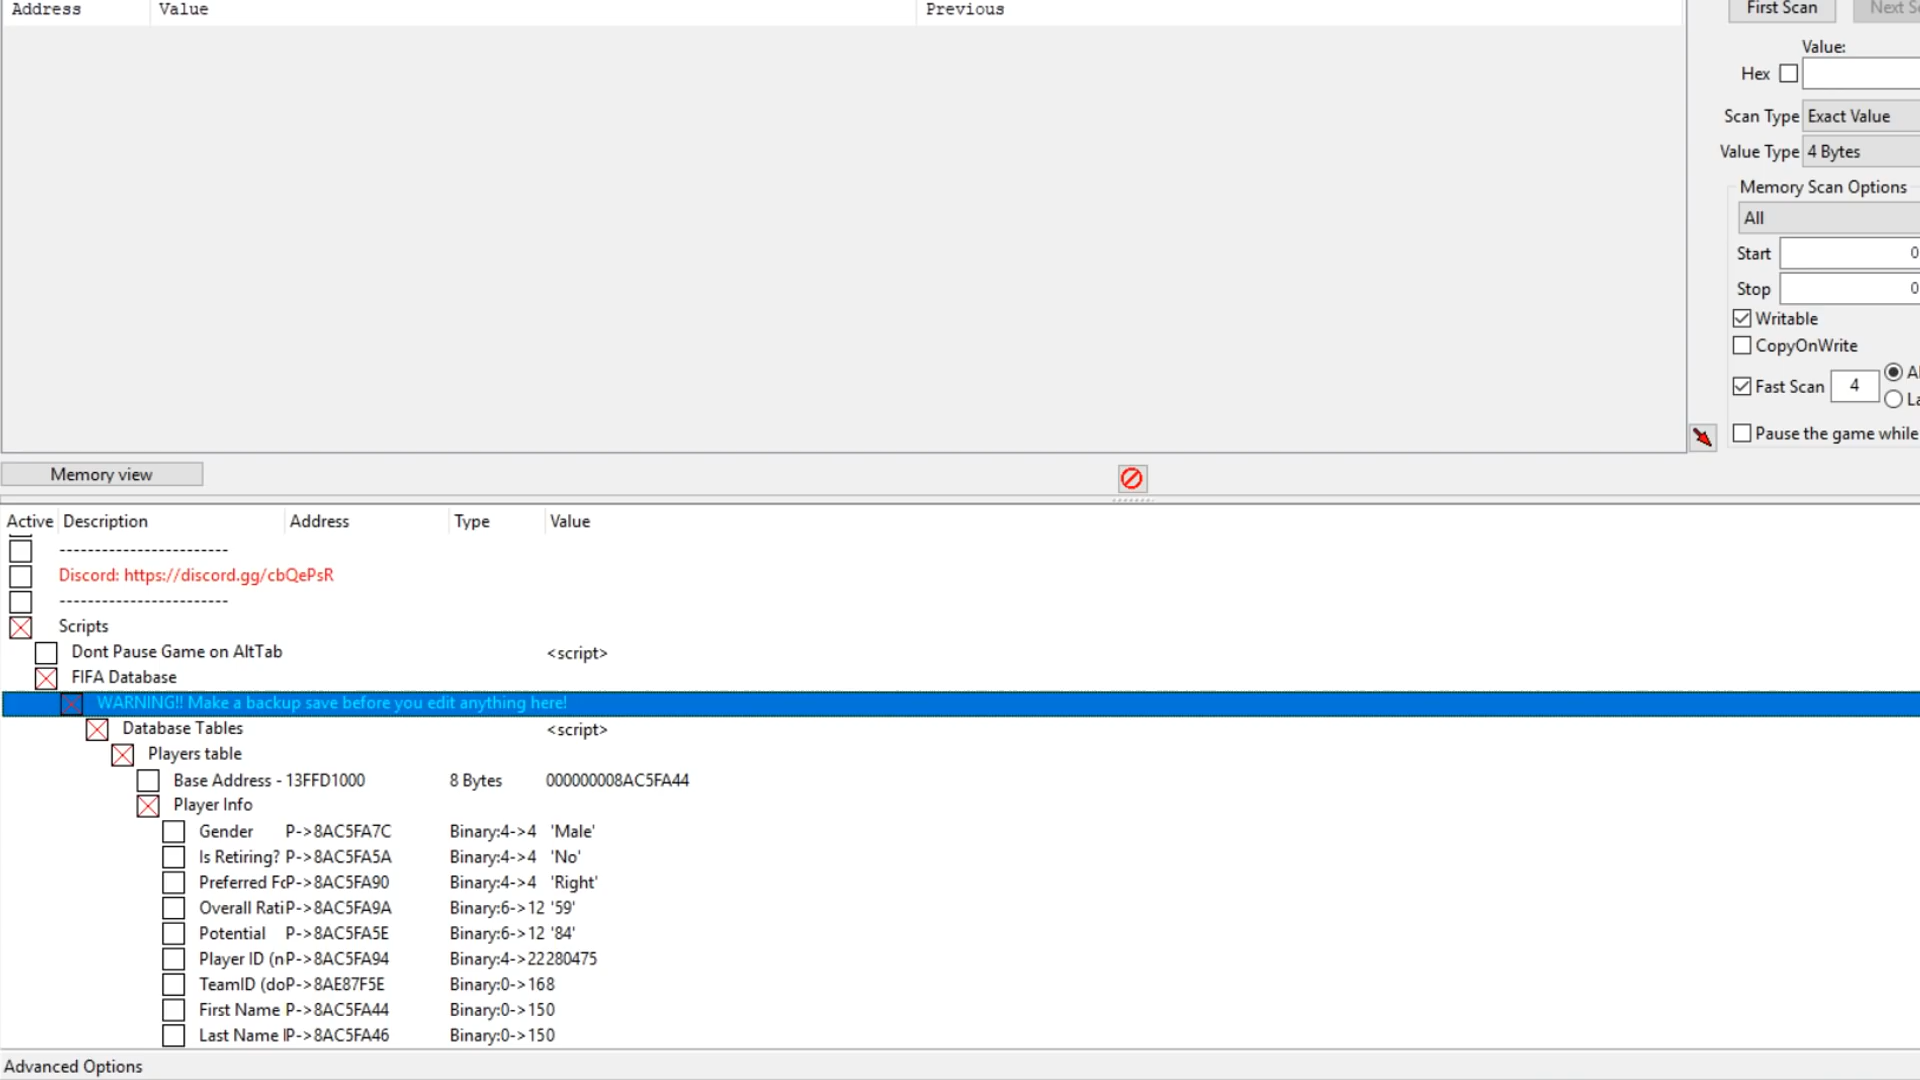 Address Value Previous
First Scan Next S
Value:
Hex
Scan Type Exact Value
Value Type 4 Bytes
Memory Scan Options
All
Start 0
Stop 0
Writable
CopyOnWrite
Fast Scan 4 Al
La
Pause the game while
Memory view
Active Description Address Type Value
------------------------
Discord: https://discord.gg/cbQePsR
------------------------
Scripts
Dont Pause Game on AltTab <script>
FIFA Database
WARNING!! Make a backup save before you edit anything here!
Database Tables <script>
Players table
Base Address - 13FFD1000 8 Bytes 000000008AC5FA44
Player Info
Gender P->8AC5FA7C Binary:4->4 'Male'
Is Retiring? P->8AC5FA5A Binary:4->4 'No'
Preferred Fo P->8AC5FA90 Binary:4->4 'Right'
Overall Rati P->8AC5FA9A Binary:6->12 '59'
Potential P->8AC5FA5E Binary:6->12 '84'
Player ID (n P->8AC5FA94 Binary:4->22280475
TeamID (do P->8AE87F5E Binary:0->168
First Name P->8AC5FA44 Binary:0->150
Last Name I P->8AC5FA46 Binary:0->150
Advanced Options